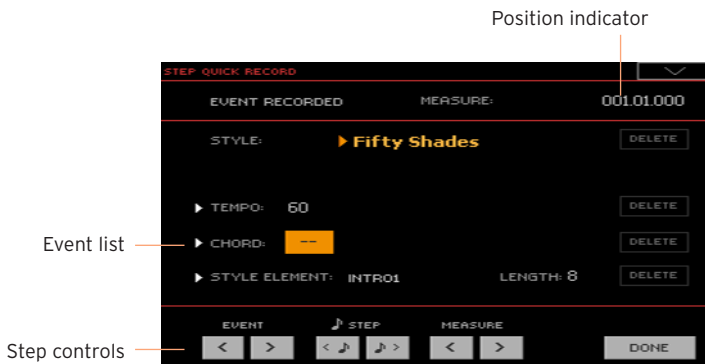 Position indicator
STEP QUICK RECORD
EVENT RECORDED MEASURE: 001.01.000
STYLE: Fifty Shades DELETE
TEMPO: 60 DELETE
Event list CHORD: -- DELETE
STYLE ELEMENT: INTRO1 LENGTH: 8 DELETE
EVENT ♪ STEP MEASURE
Step controls < > < ♪ ♪ > < > DONE